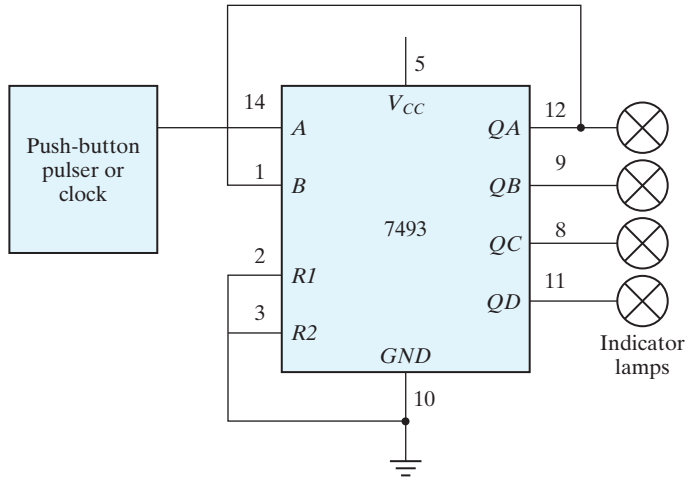 5
14
V_CC
12
A
QA
Push-button
pulser or
clock
1
9
B
QB
7493
8
QC
2
R1
11
QD
3
R2
Indicator
lamps
GND
10